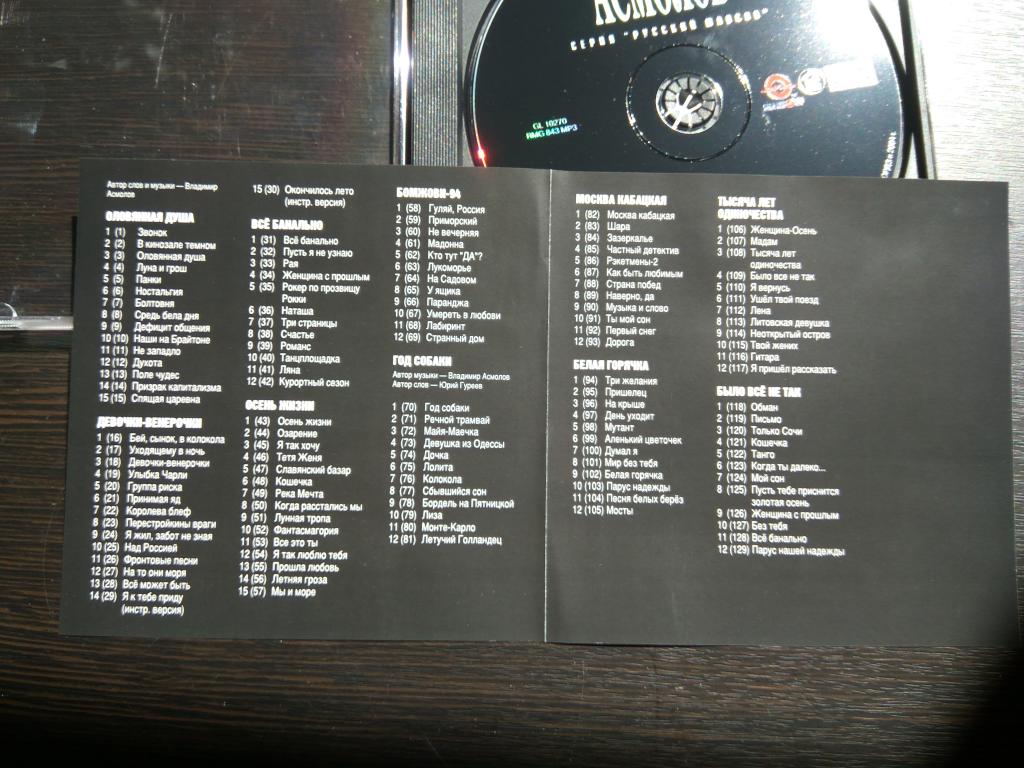 АСМОЛОВ
СЕРИЯ "РУССКИЙ ШАНСОН"
GL 10270
RMG 843 MP3
Автор слов и музыки — Владимир
Асмолов
ОЛОВЯННАЯ ДУША
1 (1) Звонок
2 (2) В кинозале темном
3 (3) Оловянная душа
4 (4) Луна и грош
5 (5) Панки
6 (6) Ностальгия
7 (7) Болтовня
8 (8) Средь бела дня
9 (9) Дефицит общения
10 (10) Наши на Брайтоне
11 (11) Не западло
12 (12) Духота
13 (13) Поле чудес
14 (14) Призрак капитализма
15 (15) Спящая царевна
ДЕВОЧКИ-ВЕНЕРОЧКИ
1 (16) Бей, сынок, в колокола
2 (17) Уходящему в ночь
3 (18) Девочки-венерочки
4 (19) Улыбка Чарли
5 (20) Группа риска
6 (21) Принимая яд
7 (22) Королева блеф
8 (23) Перестройкины враги
9 (24) Я жил, забот не зная
10 (25) Над Россией
11 (26) Фронтовые песни
12 (27) На то они моря
13 (28) Всё может быть
14 (29) Я к тебе приду
(инстр. версия)
15 (30) Окончилось лето
(инстр. версия)
ВСЁ БАНАЛЬНО
1 (31) Всё банально
2 (32) Пусть я не узнаю
3 (33) Рая
4 (34) Женщина с прошлым
5 (35) Рокер по прозвищу
Рокки
6 (36) Наташа
7 (37) Три страницы
8 (38) Счастье
9 (39) Романс
10 (40) Танцплощадка
11 (41) Ляна
12 (42) Курортный сезон
ОСЕНЬ ЖИЗНИ
1 (43) Осень жизни
2 (44) Озарение
3 (45) Я так хочу
4 (46) Тетя Женя
5 (47) Славянский базар
6 (48) Кошечка
7 (49) Река Мечта
8 (50) Когда расстались мы
9 (51) Лунная тропа
10 (52) Фантасмагория
11 (53) Все это ты
12 (54) Я так люблю тебя
13 (55) Прошла любовь
14 (56) Летняя гроза
15 (57) Мы и море
БОМЖОВИ-94
1 (58) Гуляй, Россия
2 (59) Приморский
3 (60) Не вечерняя
4 (61) Мадонна
5 (62) Кто тут "ДА"?
6 (63) Лукоморье
7 (64) На Садовом
8 (65) У ящика
9 (66) Паранджа
10 (67) Умереть в любови
11 (68) Лабиринт
12 (69) Странный дом
ГОД СОБАКИ
Автор музыки — Владимир Асмолов
Автор слов — Юрий Гуреев
1 (70) Год собаки
2 (71) Речной трамвай
3 (72) Майя-Маечка
4 (73) Девушка из Одессы
5 (74) Дочка
6 (75) Лолита
7 (76) Колокола
8 (77) Сбывшийся сон
9 (78) Бордель на Пятницкой
10 (79) Лиза
11 (80) Монте-Карло
12 (81) Летучий Голландец
МОСКВА КАБАЦКАЯ
1 (82) Москва кабацкая
2 (83) Шара
3 (84) Зазеркалье
4 (85) Частный детектив
5 (86) Рэкетмены-2
6 (87) Как быть любимым
7 (88) Страна побед
8 (89) Наверно, да
9 (90) Музыка и слово
10 (91) Ты мой сон
11 (92) Первый снег
12 (93) Дорога
БЕЛАЯ ГОРЯЧКА
1 (94) Три желания
2 (95) Пришелец
3 (96) На крыше
4 (97) День уходит
5 (98) Мутант
6 (99) Аленький цветочек
7 (100) Думал я
8 (101) Мир без тебя
9 (102) Белая горячка
10 (103) Парус надежды
11 (104) Песня белых берёз
12 (105) Мосты
ТЫСЯЧА ЛЕТ
ОДИНОЧЕСТВА
1 (106) Женщина-Осень
2 (107) Мадам
3 (108) Тысяча лет
одиночества
4 (109) Было все не так
5 (110) Я вернусь
6 (111) Ушёл твой поезд
7 (112) Лена
8 (113) Литовская девушка
9 (114) Неоткрытый остров
10 (115) Твой жених
11 (116) Гитара
12 (117) Я пришёл рассказать
БЫЛО ВСЁ НЕ ТАК
1 (118) Обман
2 (119) Письмо
3 (120) Только Сочи
4 (121) Кошечка
5 (122) Танго
6 (123) Когда ты далеко...
7 (124) Мой сон
8 (125) Пусть тебе приснится
золотая осень
9 (126) Женщина с прошлым
10 (127) Без тебя
11 (128) Всё банально
12 (129) Парус нашей надежды